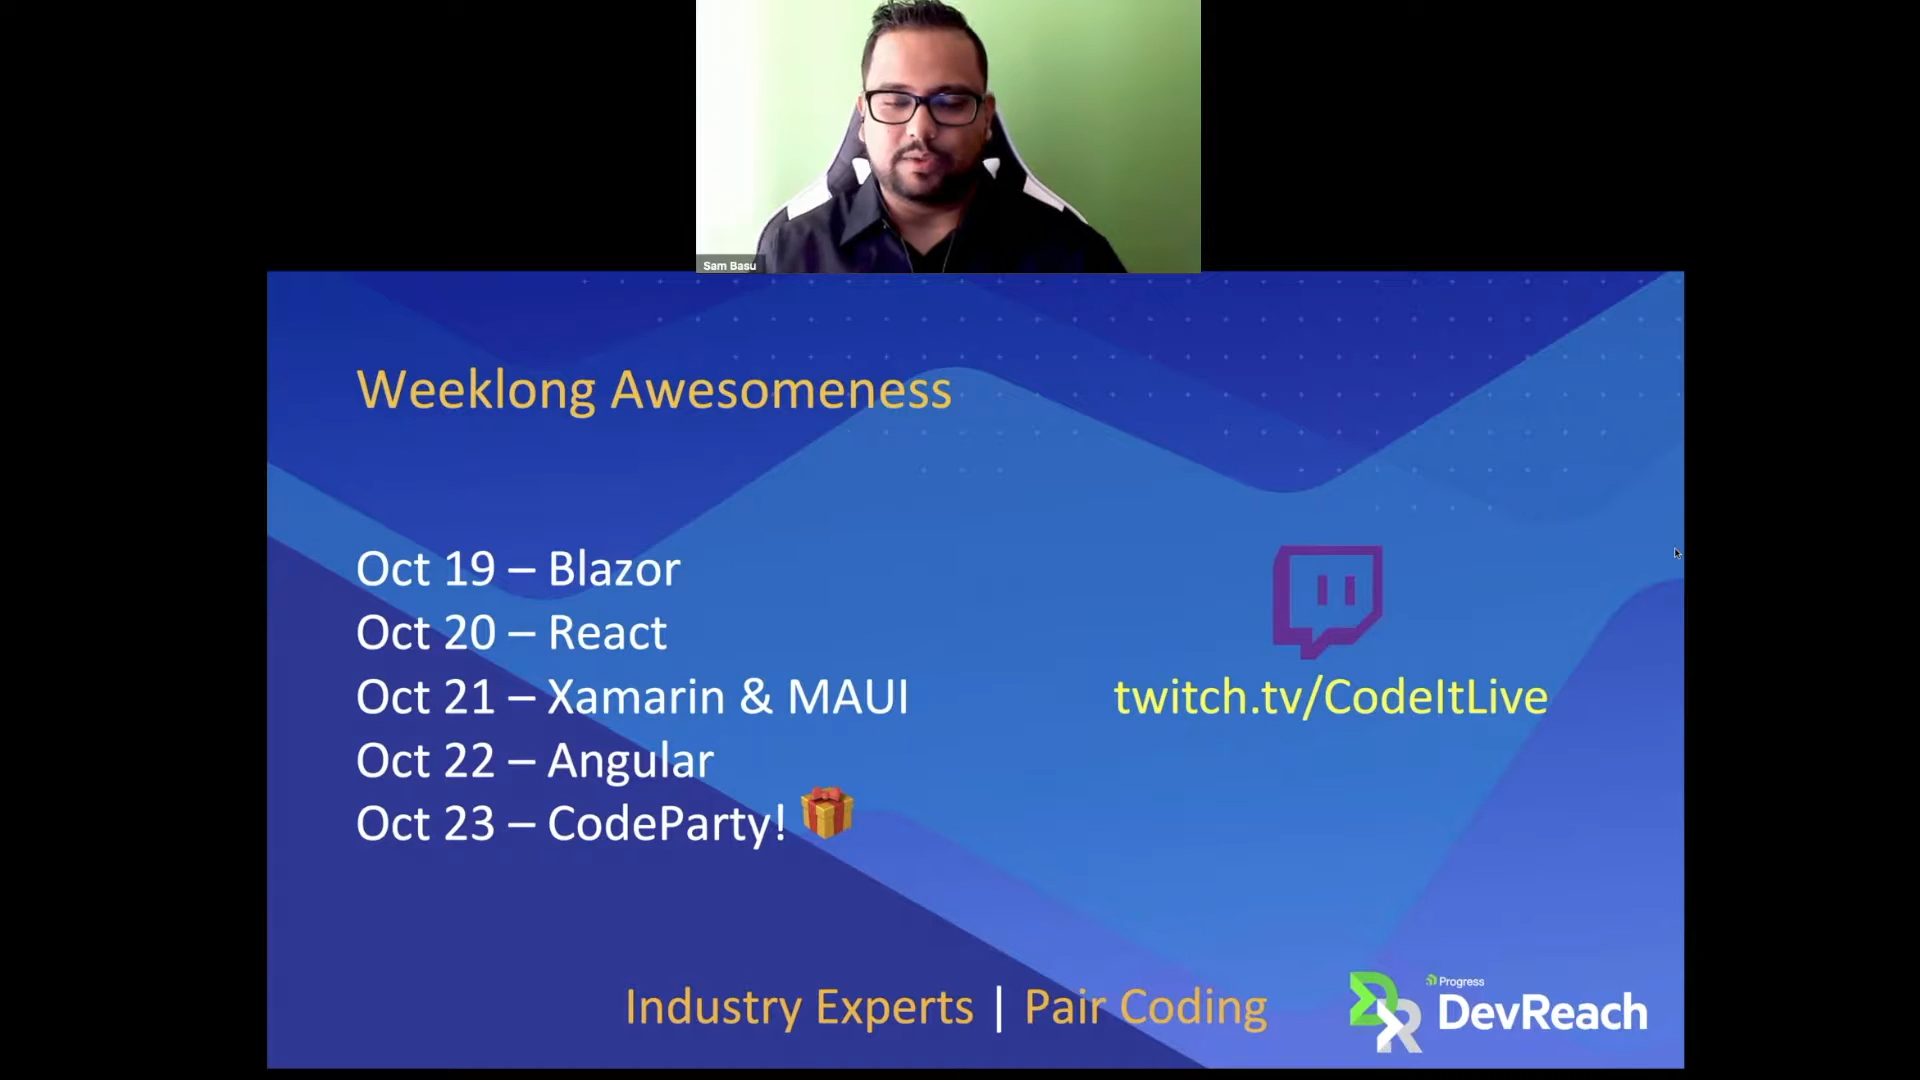 Sam Basu
Weeklong Awesomeness
Oct 19 – Blazor
Oct 20 – React
Oct 21 – Xamarin & MAUI
Oct 22 – Angular
Oct 23 – CodeParty!
twitch.tv/CodeItLive
Industry Experts | Pair Coding
Progress
DR DevReach